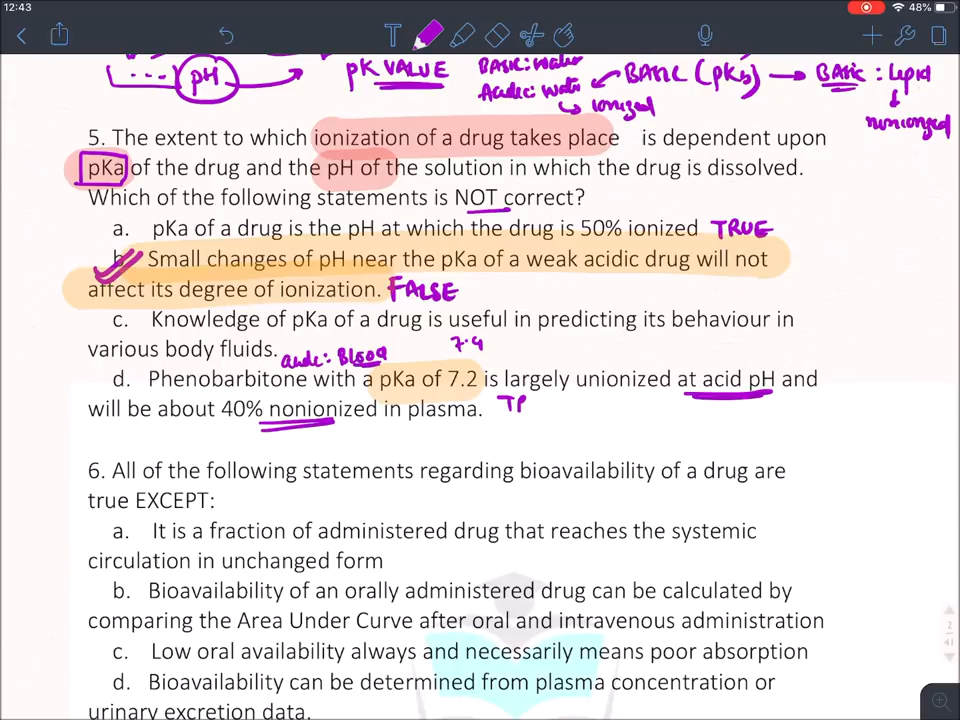 12:43
48%
T
pH
pK VALUE
BASIC: water
Acidic: water
ionized
BASIC (pKb)
BASIC : Lipid
nonionized
5. The extent to which ionization of a drug takes place is dependent upon
pKa of the drug and the pH of the solution in which the drug is dissolved.
Which of the following statements is NOT correct?
a. pKa of a drug is the pH at which the drug is 50% ionized TRUE
b. Small changes of pH near the pKa of a weak acidic drug will not
affect its degree of ionization. FALSE
c. Knowledge of pKa of a drug is useful in predicting its behaviour in
various body fluids.
Blood
7.4
d. Phenobarbitone with a pKa of 7.2 is largely unionized at acid pH and
will be about 40% nonionized in plasma. TR
6. All of the following statements regarding bioavailability of a drug are
true EXCEPT:
a. It is a fraction of administered drug that reaches the systemic
circulation in unchanged form
b. Bioavailability of an orally administered drug can be calculated by
comparing the Area Under Curve after oral and intravenous administration
c. Low oral availability always and necessarily means poor absorption
d. Bioavailability can be determined from plasma concentration or
urinary excretion data.
2
41